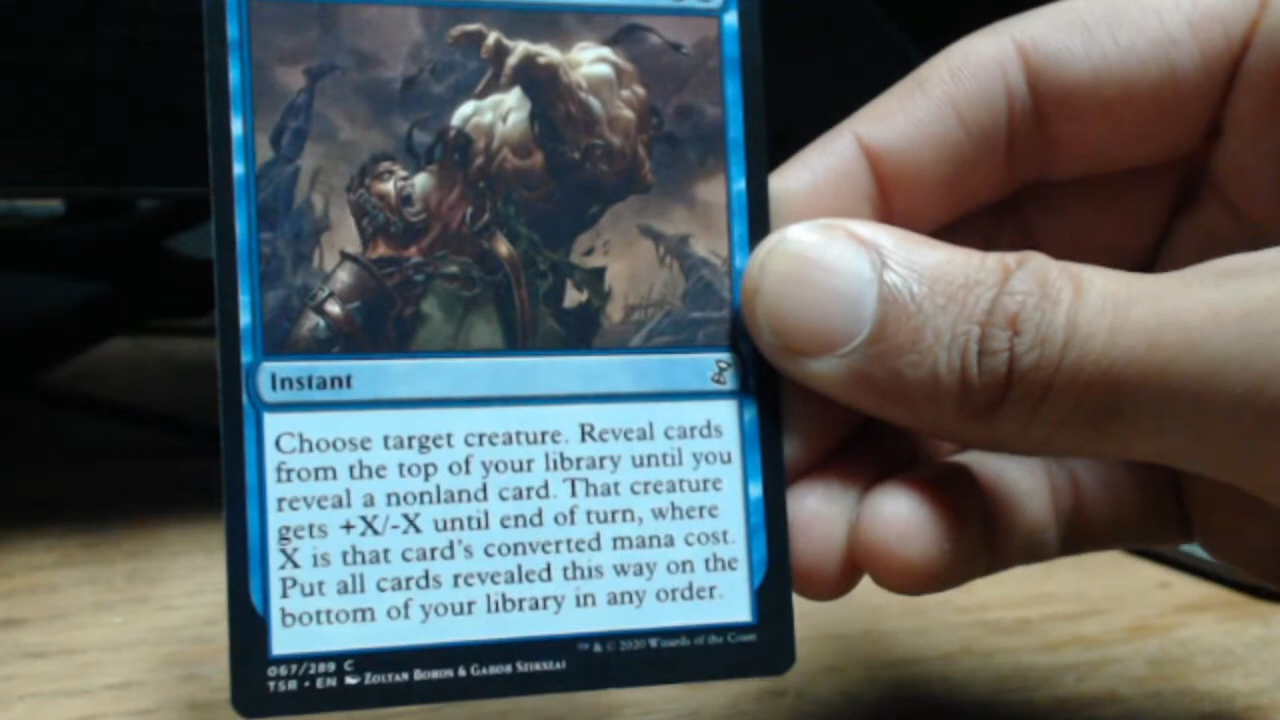 Instant
Choose target creature. Reveal cards
from the top of your library until you
reveal a nonland card. That creature
gets +X/-X until end of turn, where
X is that card's converted mana cost.
Put all cards revealed this way on the
bottom of your library in any order.
™ & © 2020 Wizards of the Coast
067/289 C
TSR • EN Zoltan Boros & Gabor Szikszai